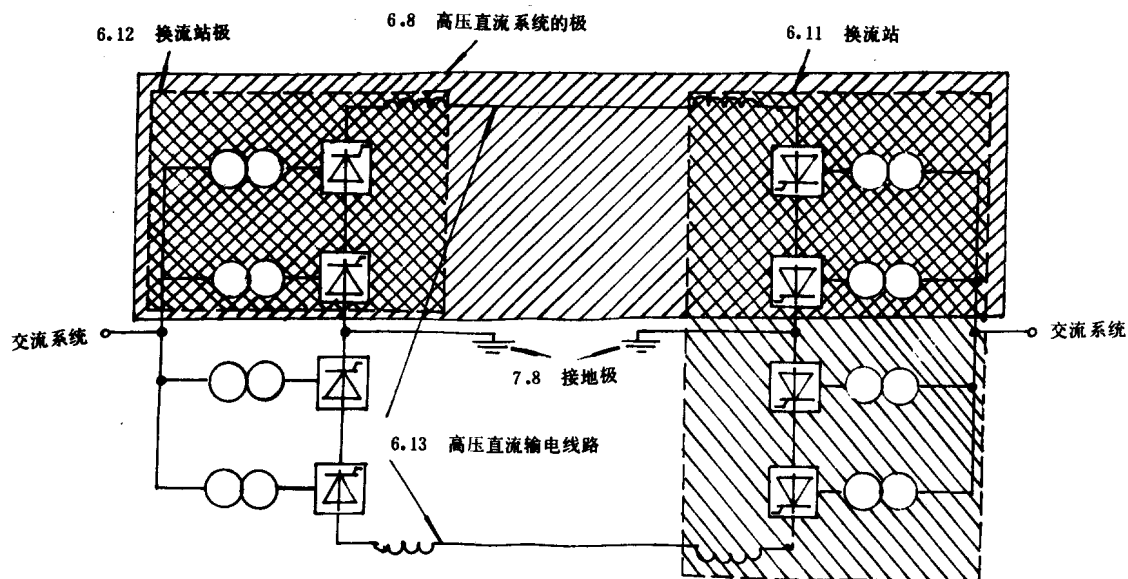 6.12 换流站极
6.8 高压直流系统的极
6.11 换流站
交流系统
交流系统
7.8 接地极
6.13 高压直流输电线路